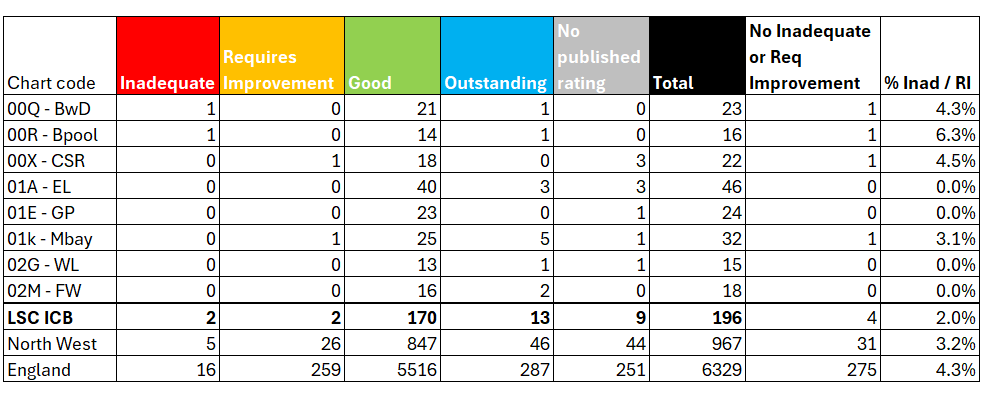 Chart code Inadequate Requires Improvement Good Outstanding No published rating Total No Inadequate or Req Improvement % Inad / RI
00Q - BwD 1 0 21 1 0 23 1 4.3%
00R - Bpool 1 0 14 1 0 16 1 6.3%
00X - CSR 0 1 18 0 3 22 1 4.5%
01A - EL 0 0 40 3 3 46 0 0.0%
01E - GP 0 0 23 0 1 24 0 0.0%
01k - Mbay 0 1 25 5 1 32 1 3.1%
02G - WL 0 0 13 1 1 15 0 0.0%
02M - FW 0 0 16 2 0 18 0 0.0%
LSC ICB 2 2 170 13 9 196 4 2.0%
North West 5 26 847 46 44 967 31 3.2%
England 16 259 5516 287 251 6329 275 4.3%